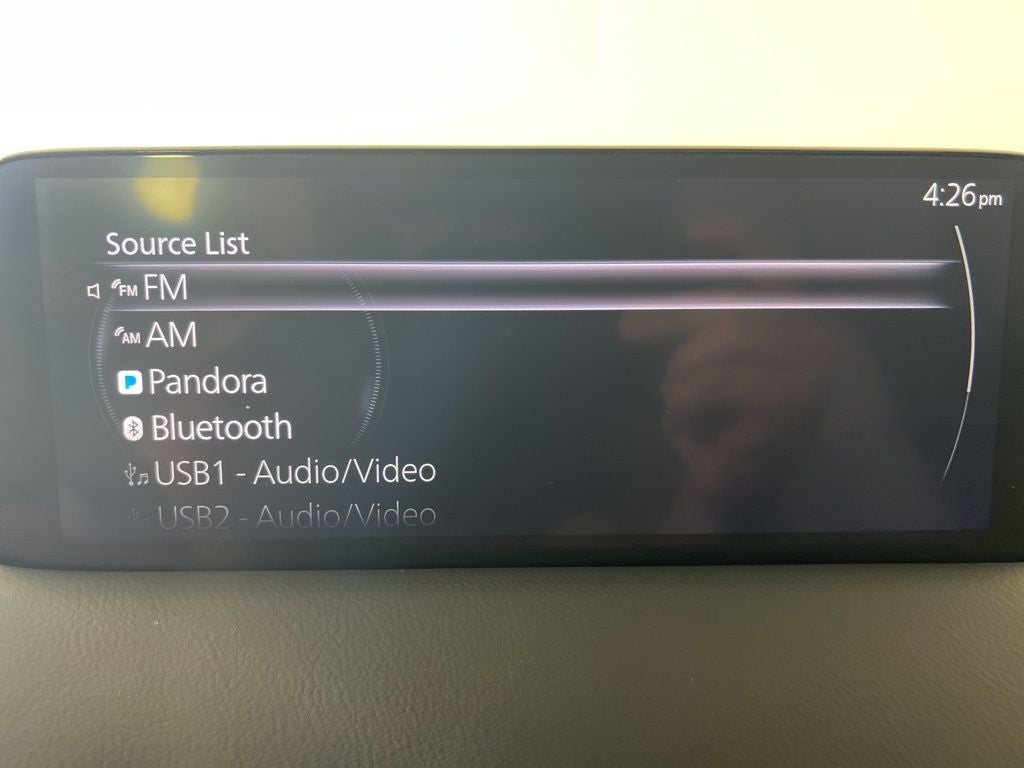 4:26pm
Source List
FM FM
AM AM
P Pandora
Bluetooth
USB1 - Audio/Video
USB2 - Audio/Video